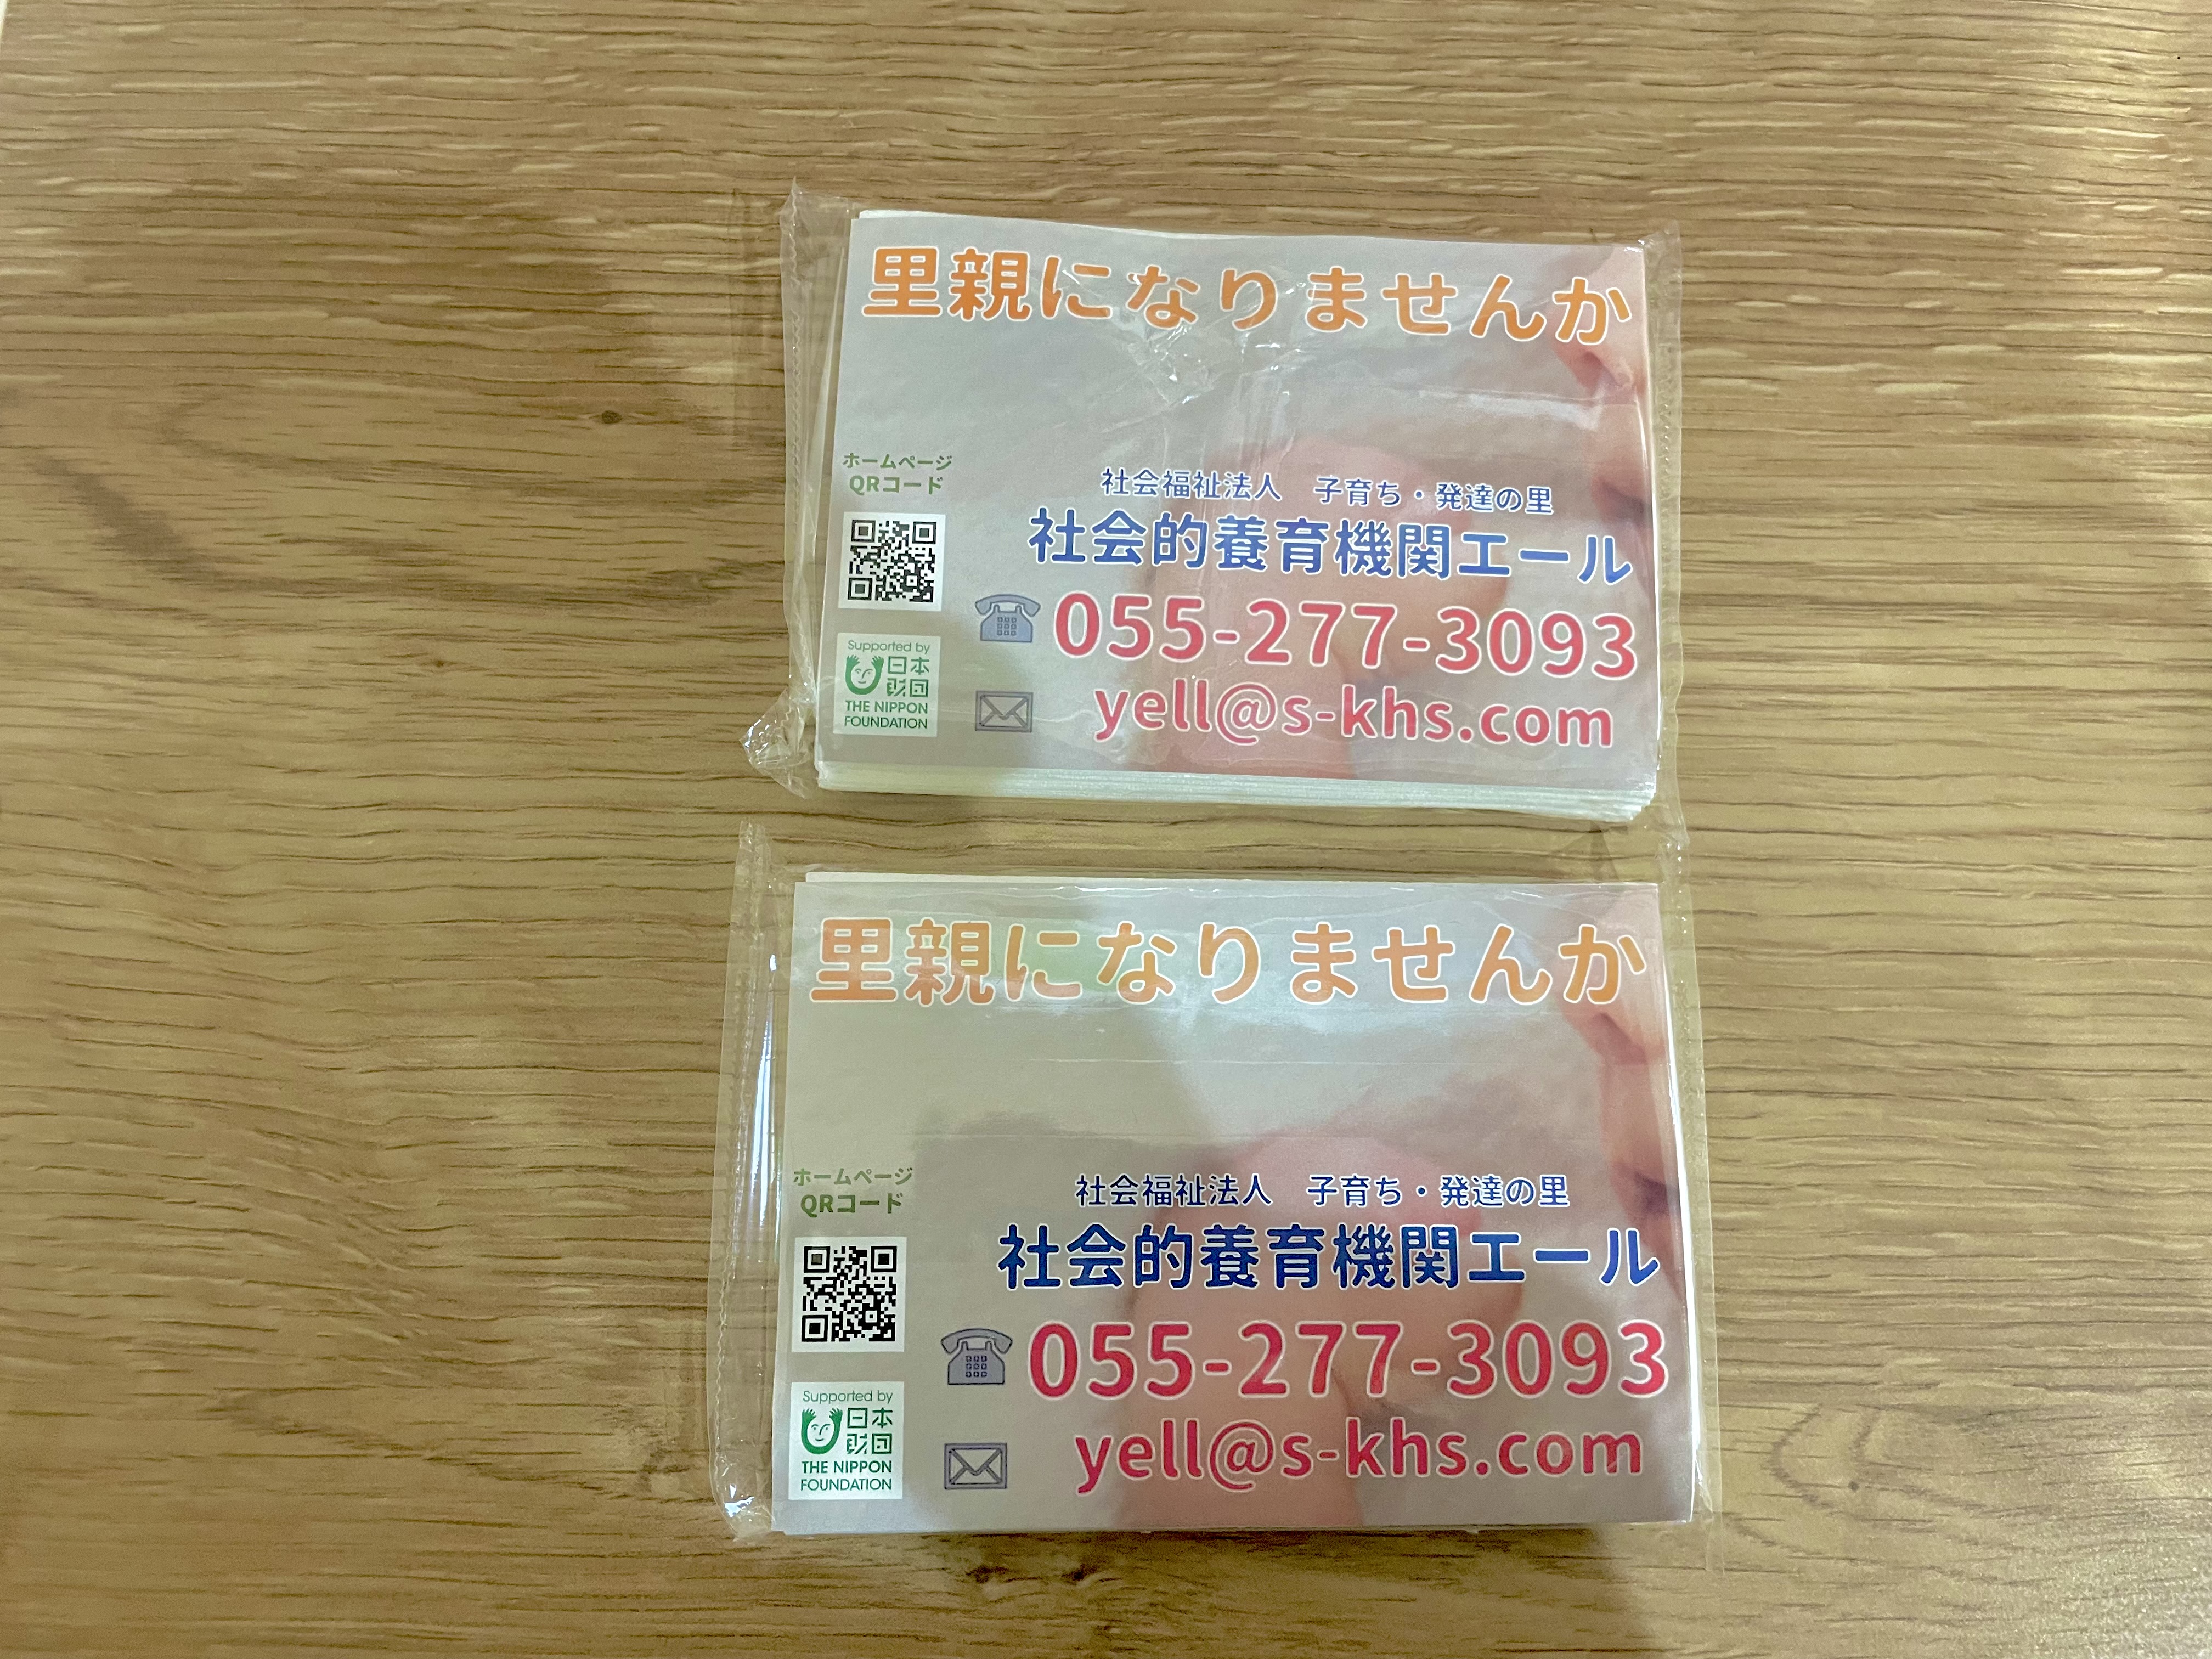 里親になりませんか
ホームページ
QRコード
社会福祉法人　子育ち・発達の里
社会的養育機関エール
055-277-3093
yell@s-khs.com
Supported by
日本
財団
THE NIPPON
FOUNDATION
里親になりませんか
ホームページ
QRコード
社会福祉法人　子育ち・発達の里
社会的養育機関エール
055-277-3093
yell@s-khs.com
Supported by
日本
財団
THE NIPPON
FOUNDATION